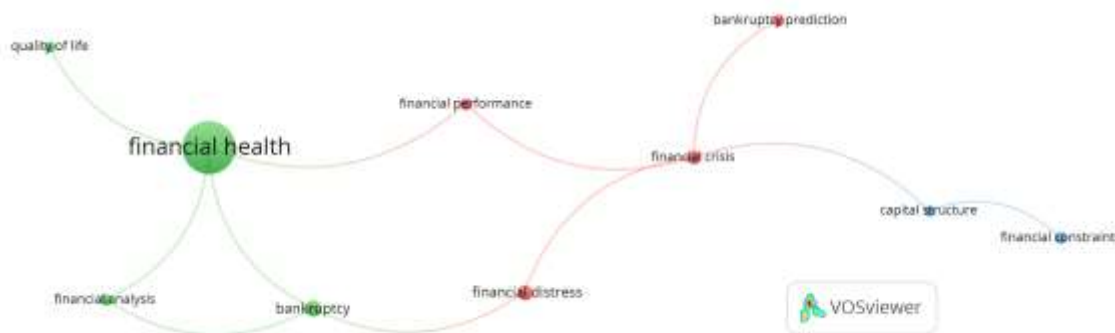 bankruptcy prediction
quality of life
financial performance
financial health
financial crisis
capital structure
financial constraint
financial analysis
bankruptcy
financial distress
VOSviewer